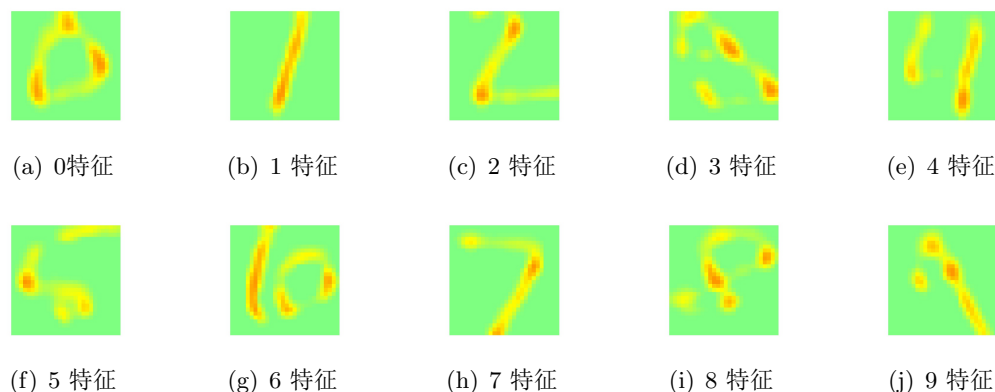 (a) 0特征
(b) 1 特征
(c) 2 特征
(d) 3 特征
(e) 4 特征
(f) 5 特征
(g) 6 特征
(h) 7 特征
(i) 8 特征
(j) 9 特征